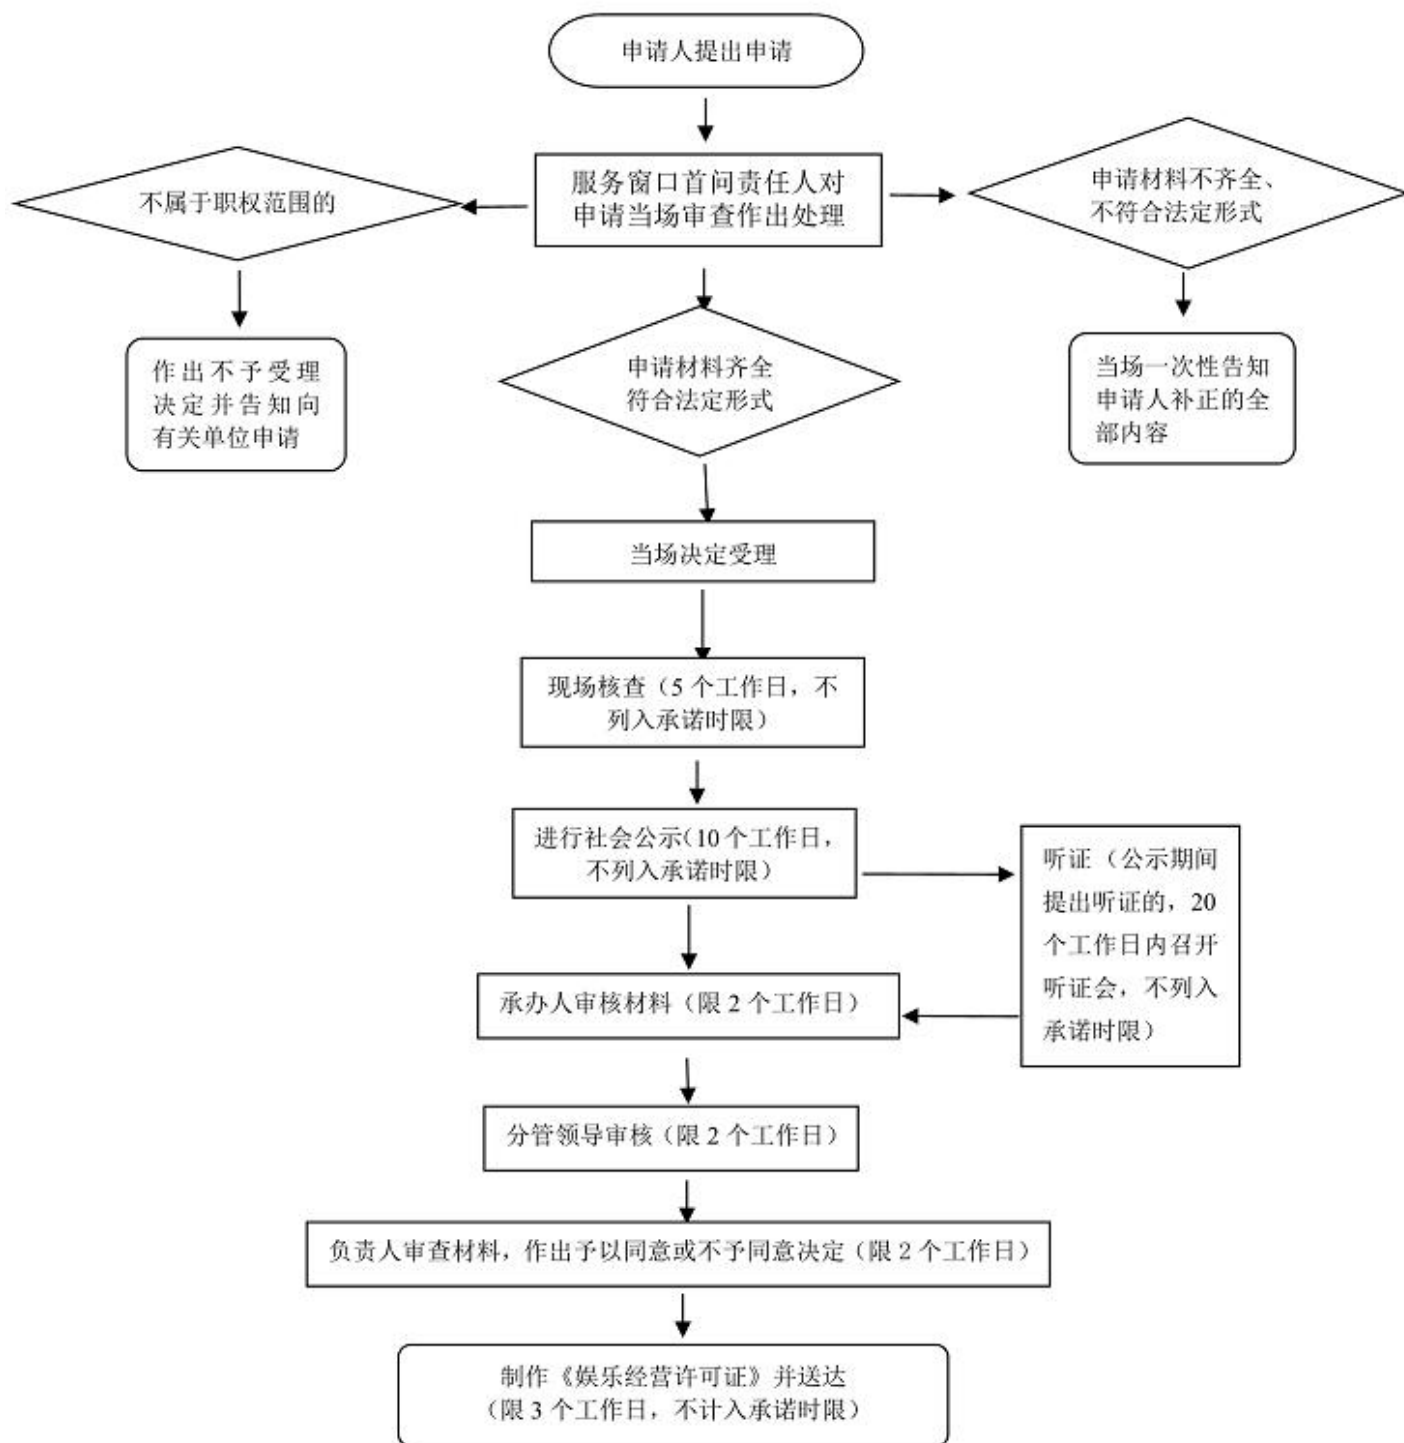 申请人提出申请
服务窗口首问责任人对
申请当场审查作出处理
不属于职权范围的
申请材料不齐全、
不符合法定形式
作出不予受理
决定并告知向
有关单位申请
申请材料齐全
符合法定形式
当场一次性告知
申请人补正的全
部内容
当场决定受理
现场核查（5 个工作日，不
列入承诺时限）
进行社会公示（10 个工作日，
不列入承诺时限）
听证（公示期间
提出听证的，20
个工作日内召开
听证会，不列入
承诺时限）
承办人审核材料（限 2 个工作日）
分管领导审核（限 2 个工作日）
负责人审查材料，作出予以同意或不予同意决定（限 2 个工作日）
制作《娱乐经营许可证》并送达
（限 3 个工作日，不计入承诺时限）